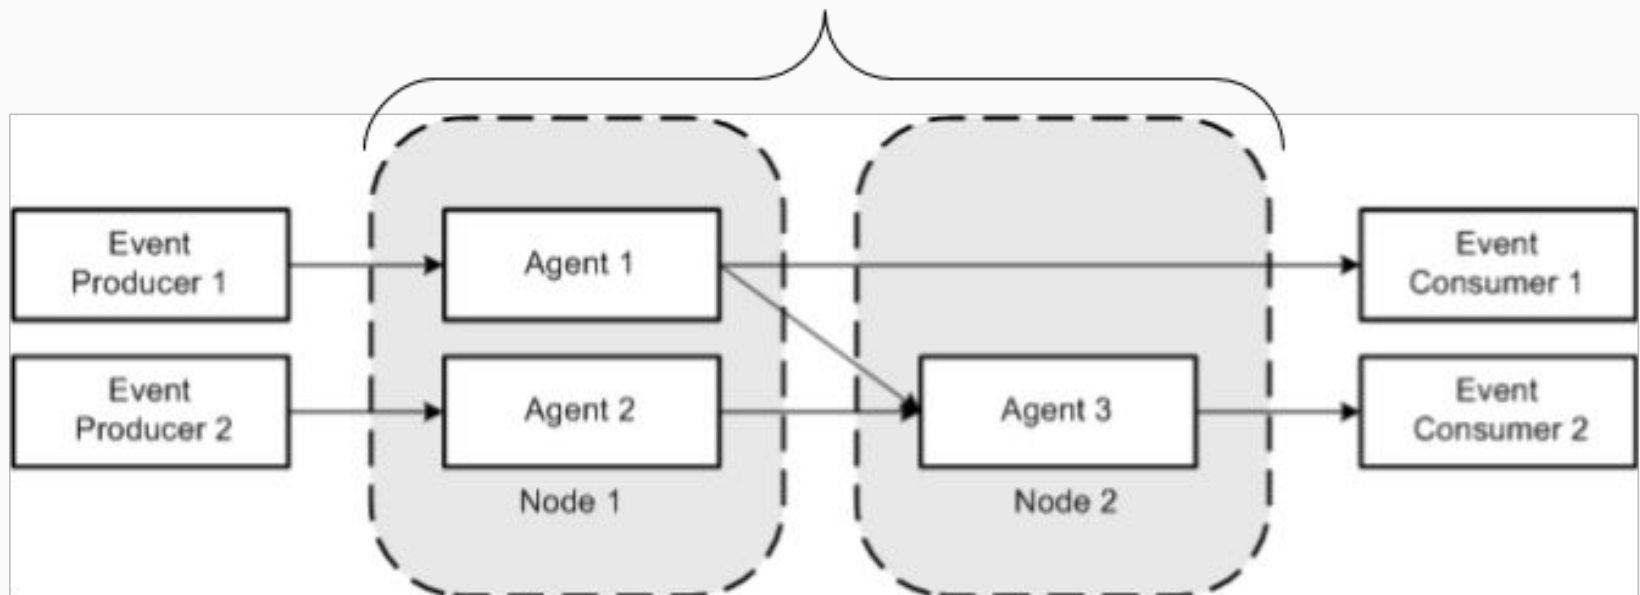 Event
Producer 1
Agent 1
Event
Consumer 1
Event
Producer 2
Agent 2
Agent 3
Event
Consumer 2
Node 1
Node 2